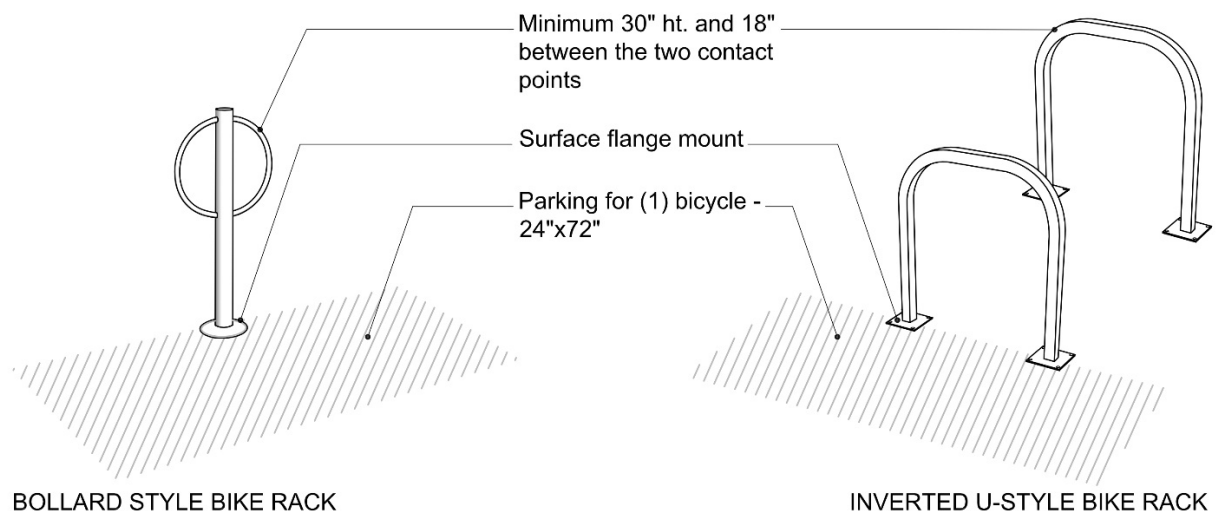 Minimum 30" ht. and 18"
between the two contact
points
Surface flange mount
Parking for (1) bicycle -
24"x72"
BOLLARD STYLE BIKE RACK
INVERTED U-STYLE BIKE RACK